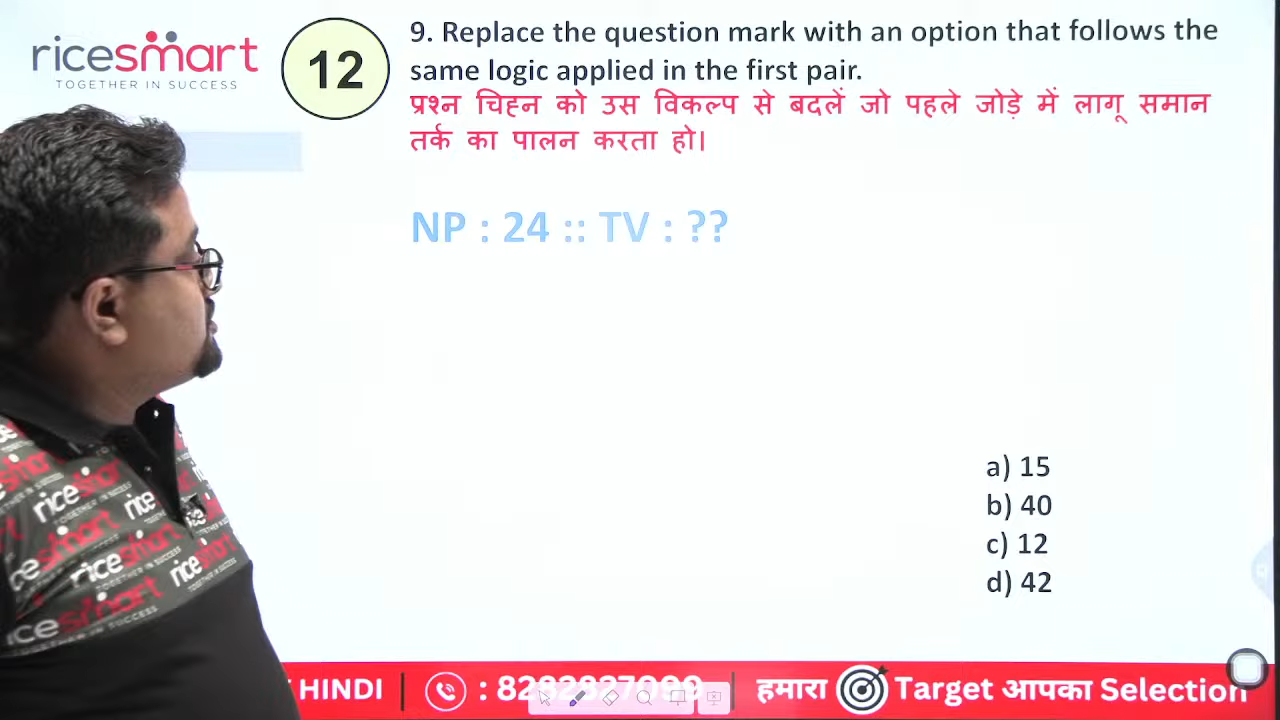 ricesmart
TOGETHER IN SUCCESS
12
9. Replace the question mark with an option that follows the
same logic applied in the first pair.
प्रश्न चिह्न को उस विकल्प से बदलें जो पहले जोड़े में लागू समान
तर्क का पालन करता हो।
NP : 24 :: TV : ??
a) 15
b) 40
c) 12
d) 42
HINDI
: 8282827099
हमारा Target आपका Selection